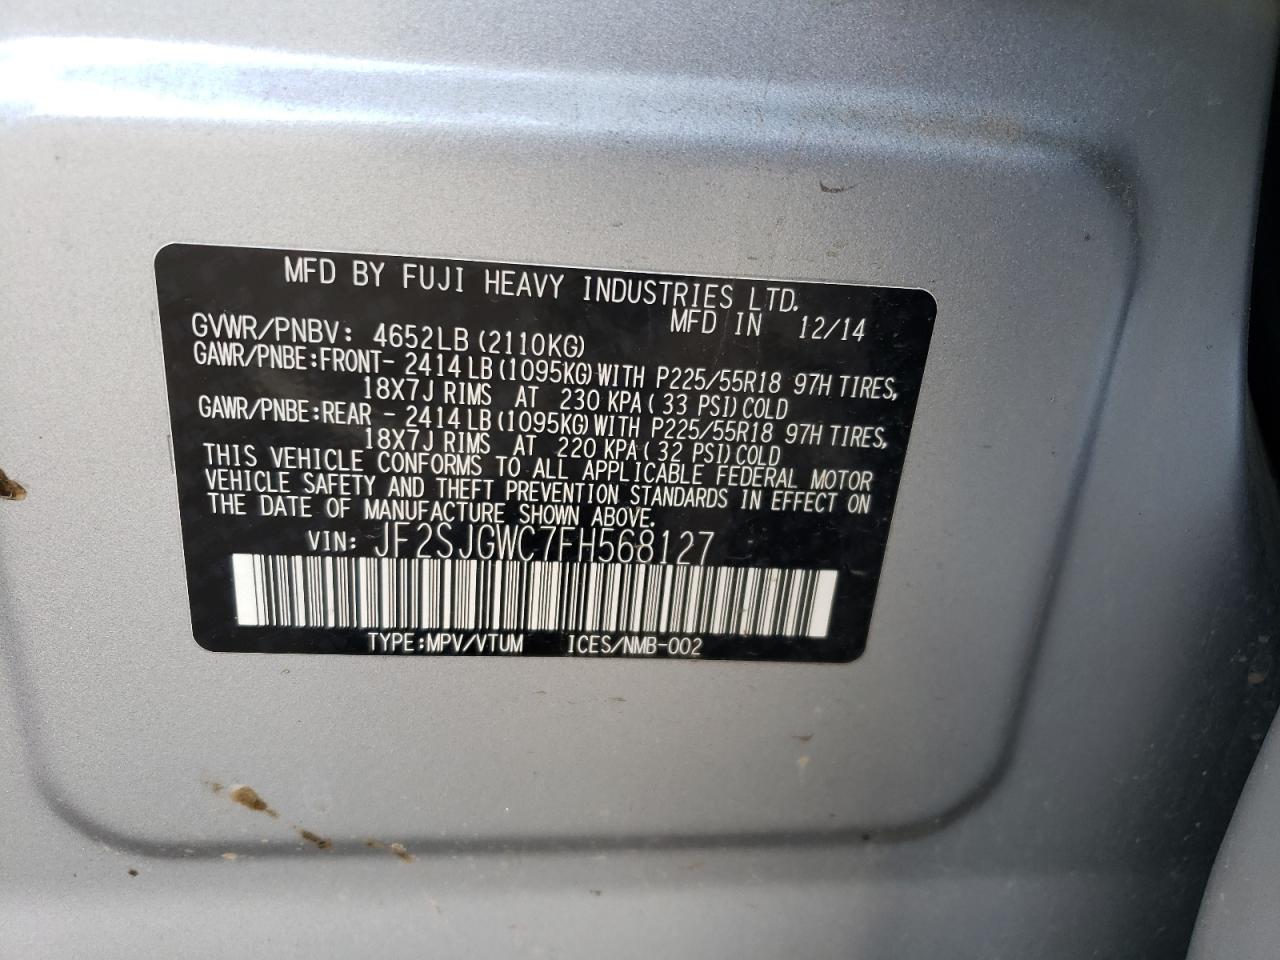 MFD BY FUJI HEAVY INDUSTRIES LTD.
MFD IN 12/14
GVWR/PNBV: 4652LB (2110KG)
GAWR/PNBE:FRONT- 2414LB (1095KG) WITH P225/55R18 97H TIRES,
18X7J RIMS AT 230 KPA ( 33 PSI) COLD
GAWR/PNBE:REAR - 2414LB (1095KG) WITH P225/55R18 97H TIRES,
18X7J RIMS AT 220 KPA ( 32 PSI) COLD
THIS VEHICLE CONFORMS TO ALL APPLICABLE FEDERAL MOTOR
VEHICLE SAFETY AND THEFT PREVENTION STANDARDS IN EFFECT ON
THE DATE OF MANUFACTURE SHOWN ABOVE.
VIN: JF2SJGWC7FH568127
TYPE:MPV/VTUM ICES/NMB-002